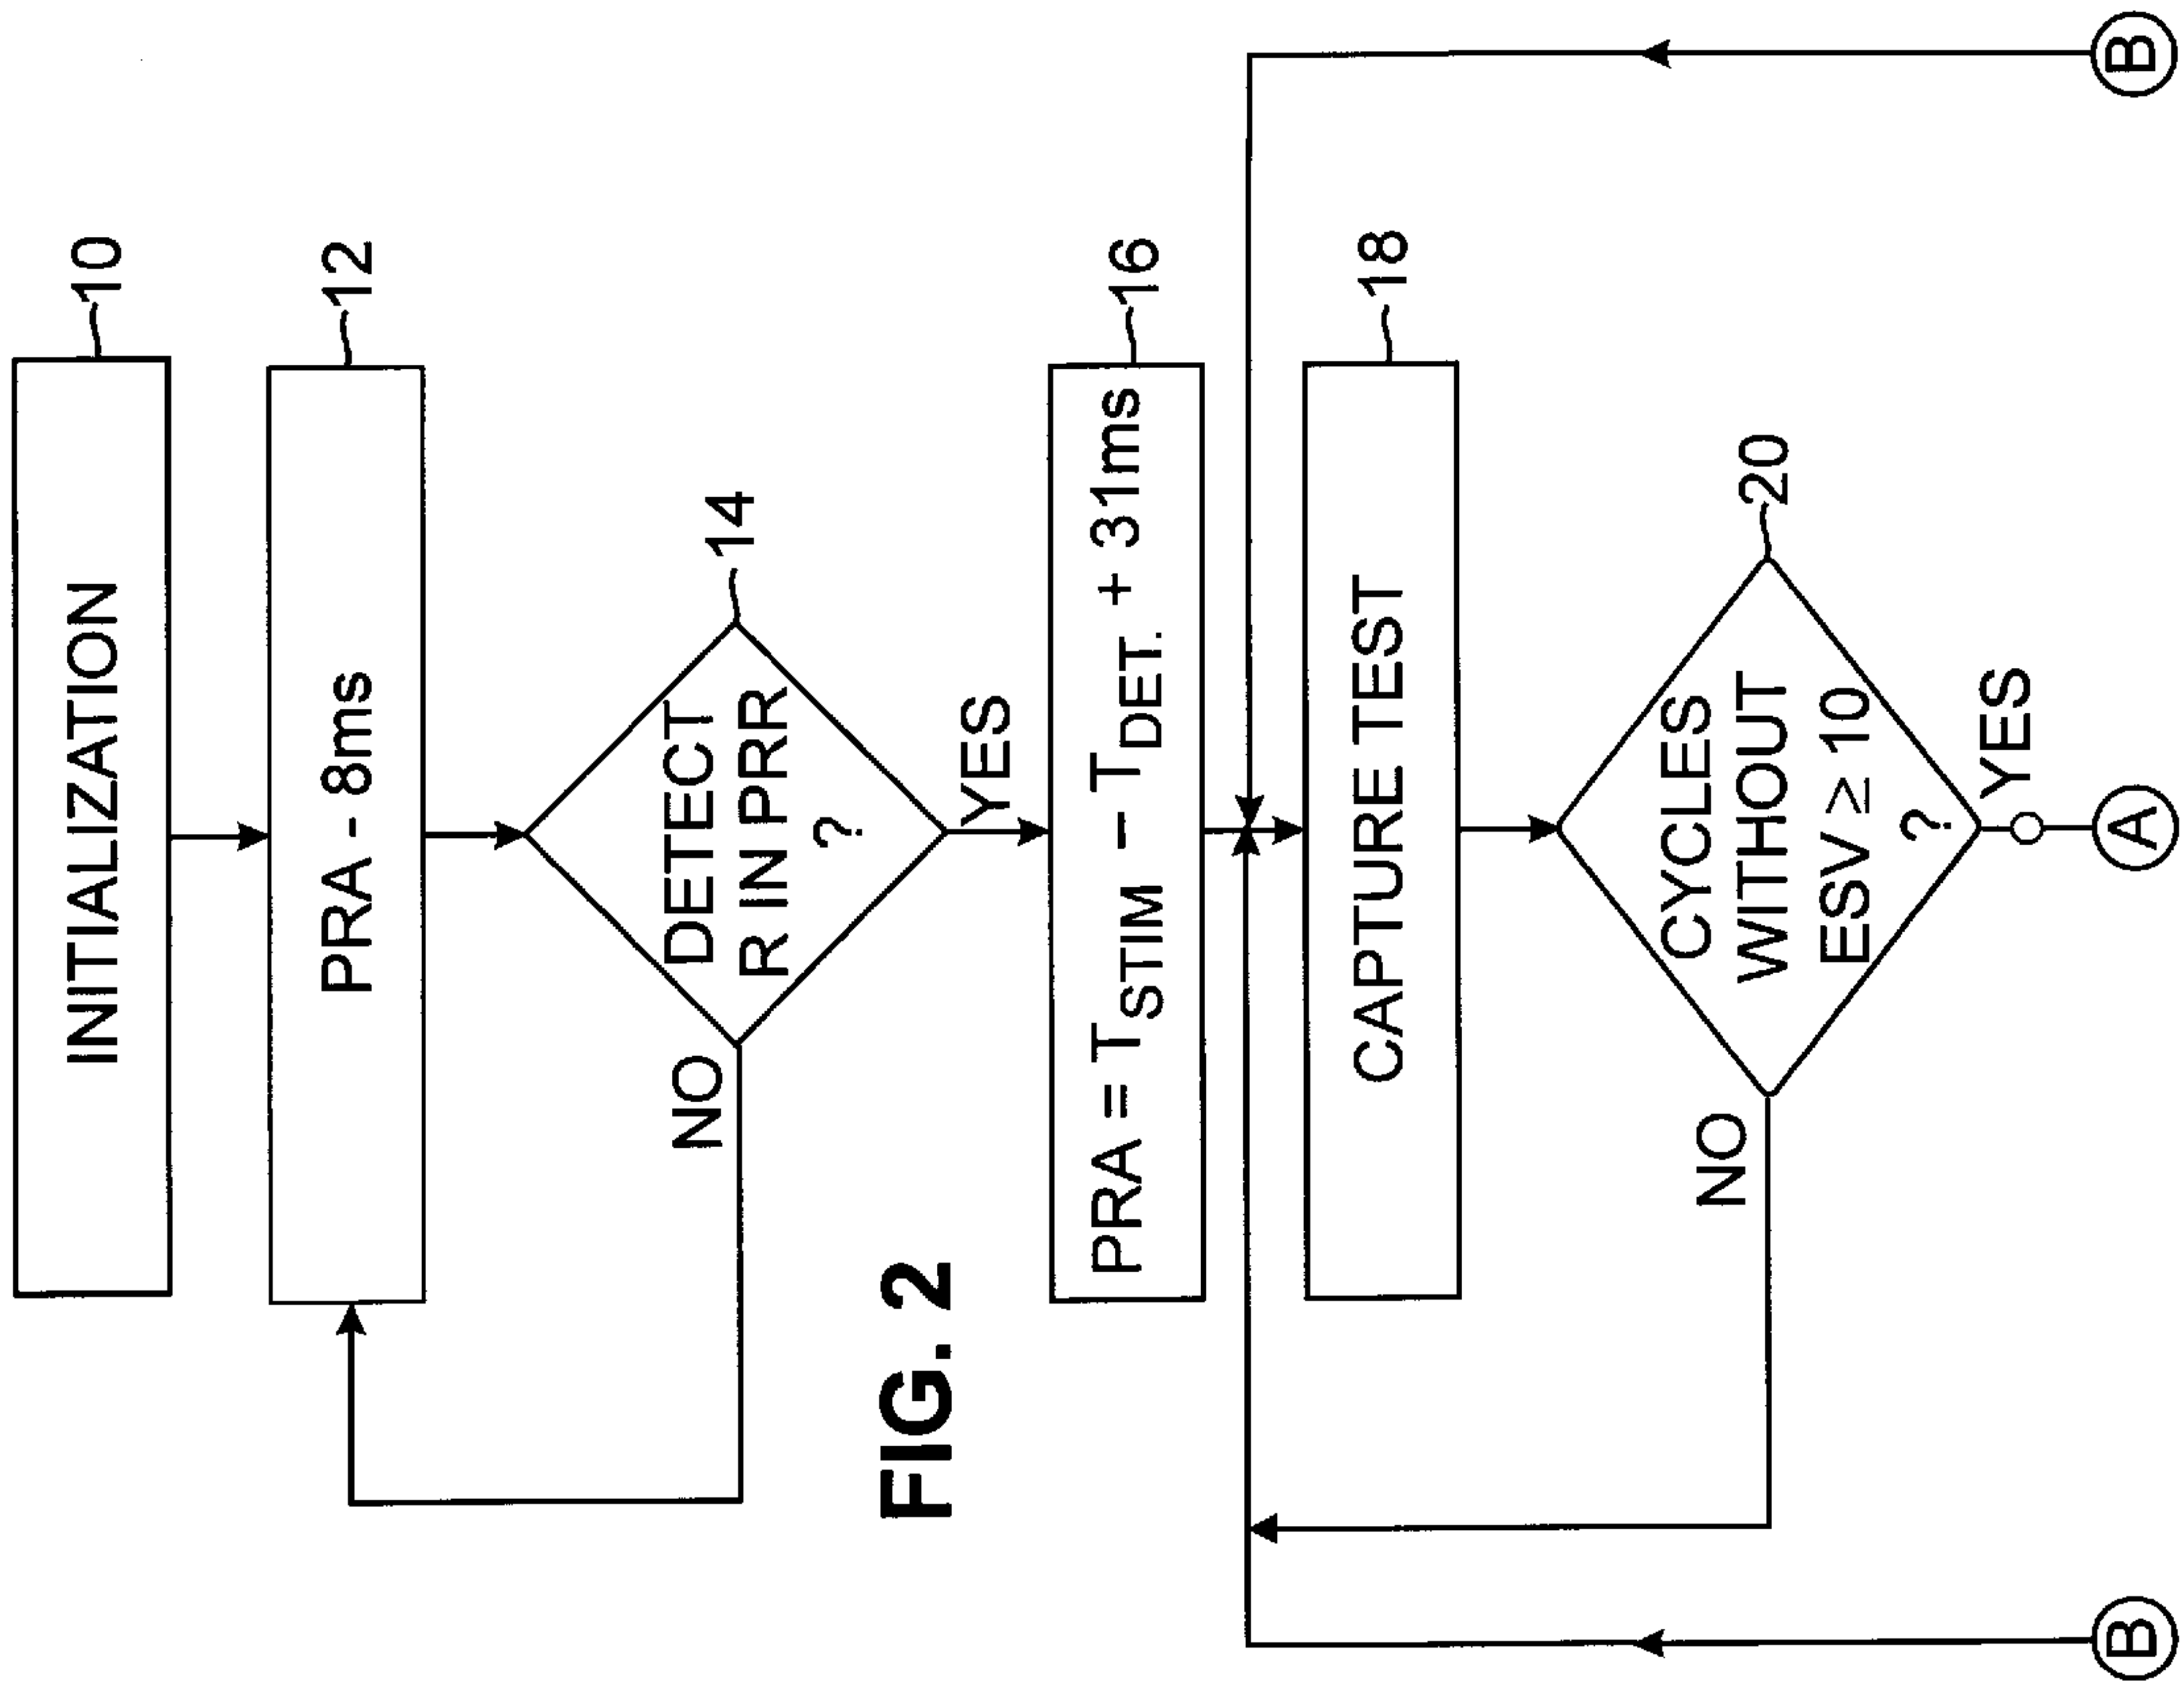 INITIALIZATION
10
PRA - 8ms
12
DETECT
R IN PRR
?
14
NO
YES
FIG. 2
PRA = TSTIM – TDET. + 31ms
16
CAPTURE TEST
18
CYCLES
WITHOUT
ESV ≥ 10
?
20
NO
YES
B
A
B